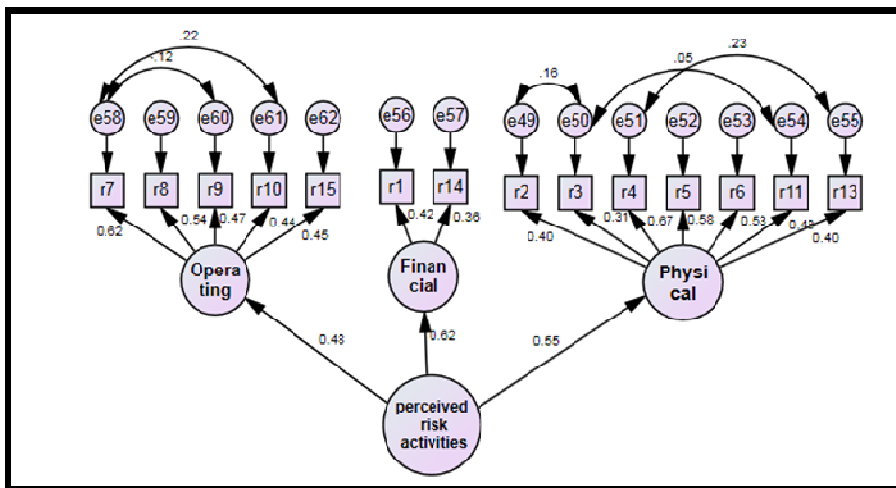 .22
-.12
.23
.05
.16
e58 e59 e60 e61 e62
e56 e57
e49 e50 e51 e52 e53 e54 e55
r7 r8 r9 r10 r15
r1 r14
r2 r3 r4 r5 r6 r11 r13
0.62 0.54 0.47 0.44 0.45
0.42 0.36
0.40 0.31 0.67 0.58 0.53 0.40
Opera
ting
Finan
cial
Physi
cal
0.48
0.62
0.55
perceived
risk
activities